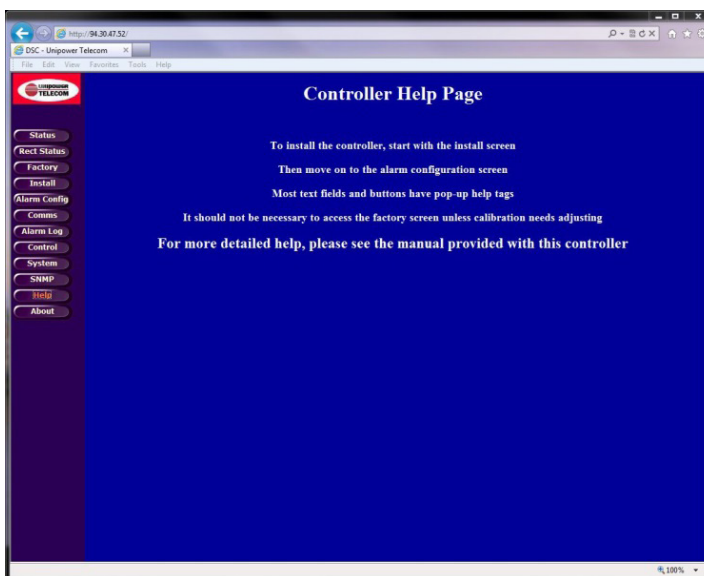 http://94.30.47.52/
DSC - Unipower Telecom
File Edit View Favorites Tools Help
UNIPOWER
TELECOM
Controller Help Page
Status
Rect Status
Factory
Install
Alarm Config
Comms
Alarm Log
Control
System
SNMP
Help
About
To install the controller, start with the install screen
Then move on to the alarm configuration screen
Most text fields and buttons have pop-up help tags
It should not be necessary to access the factory screen unless calibration needs adjusting
For more detailed help, please see the manual provided with this controller
100%